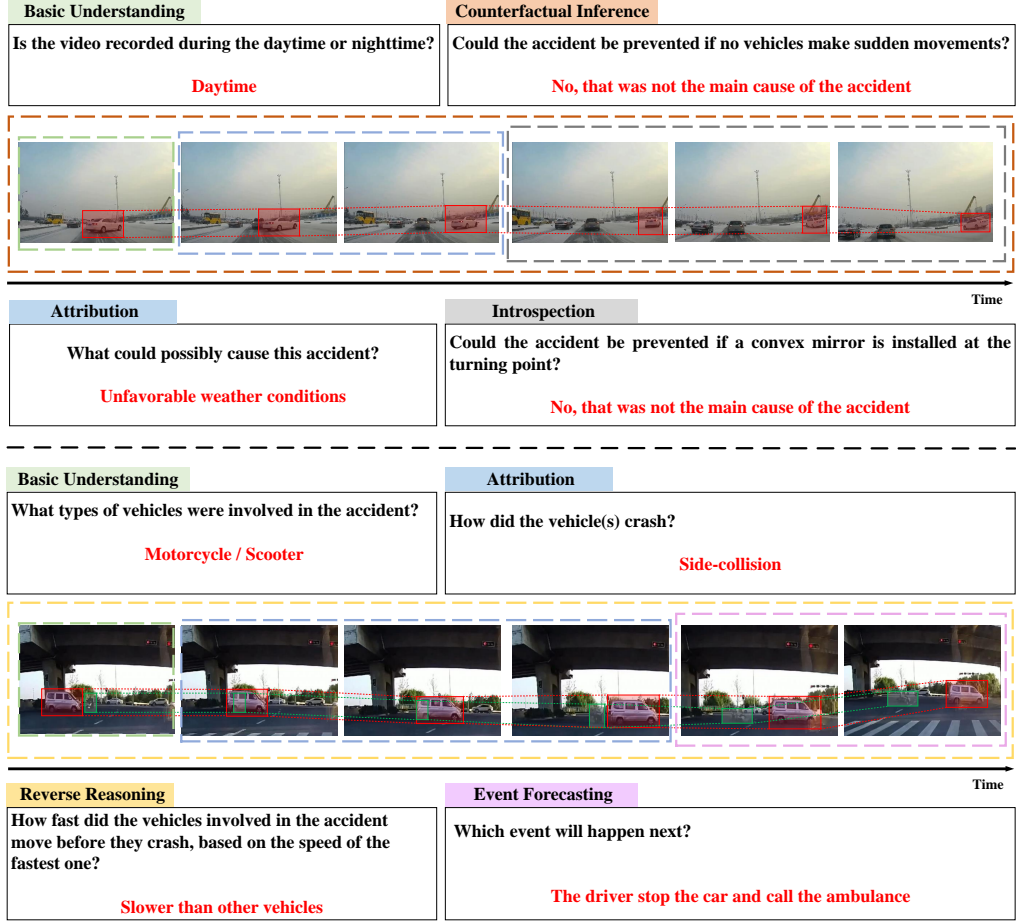 Basic Understanding
Counterfactual Inference
Is the video recorded during the daytime or nighttime?
Daytime
Could the accident be prevented if no vehicles make sudden movements?
No, that was not the main cause of the accident
Time
Attribution
Introspection
What could possibly cause this accident?
Unfavorable weather conditions
Could the accident be prevented if a convex mirror is installed at the
turning point?
No, that was not the main cause of the accident
Basic Understanding
Attribution
What types of vehicles were involved in the accident?
Motorcycle / Scooter
How did the vehicle(s) crash?
Side-collision
Time
Reverse Reasoning
Event Forecasting
How fast did the vehicles involved in the accident
move before they crash, based on the speed of the
fastest one?
Slower than other vehicles
Which event will happen next?
The driver stop the car and call the ambulance